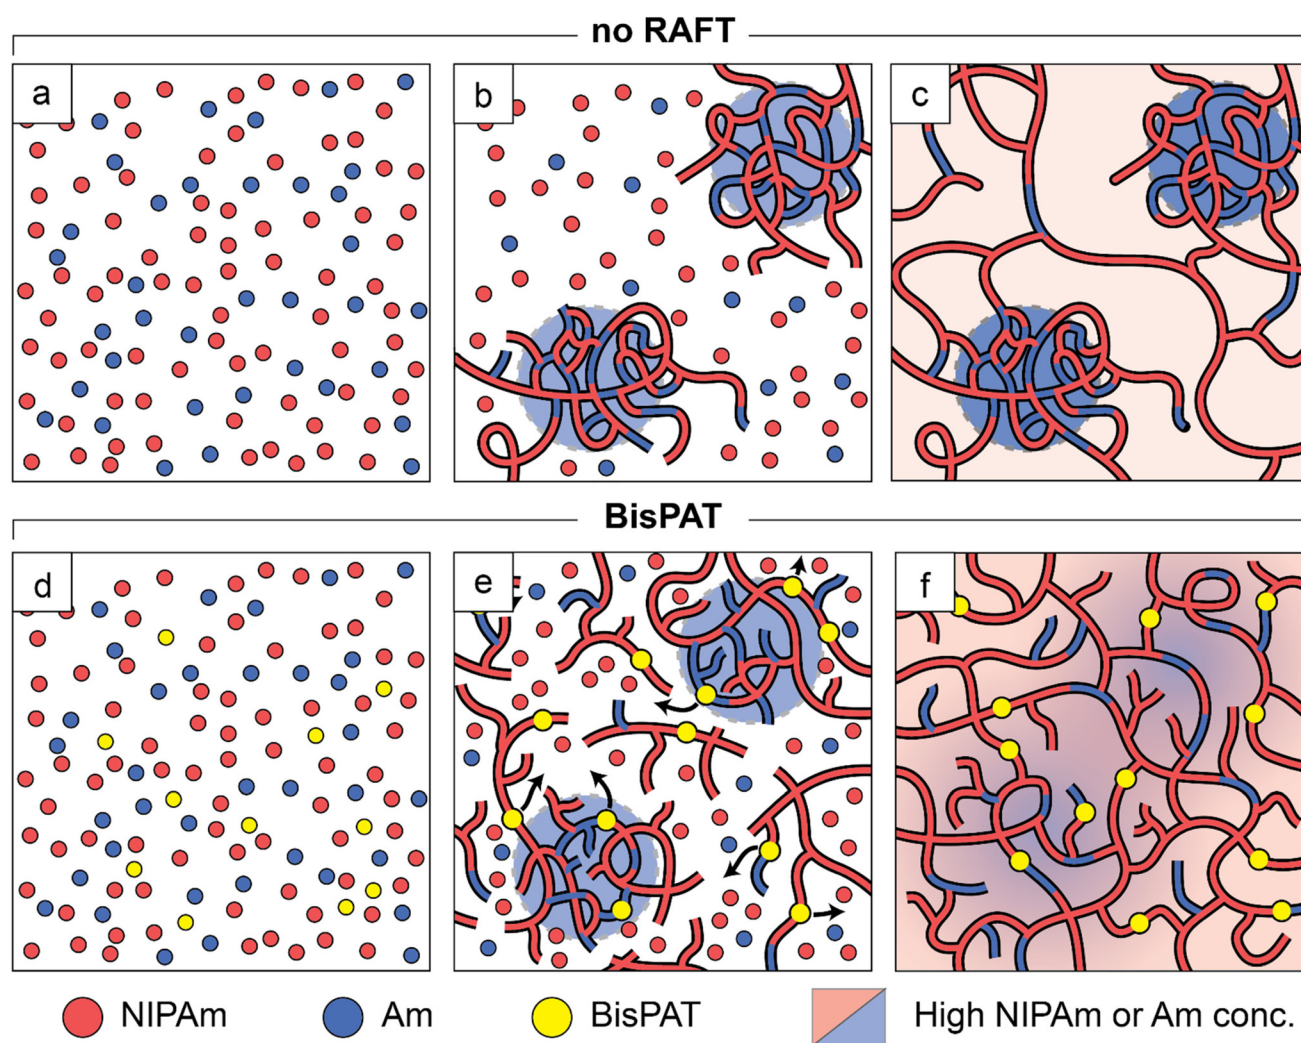 no RAFT
a
b
c
BisPAT
d
e
f
NIPAm
Am
BisPAT
High NIPAm or Am conc.